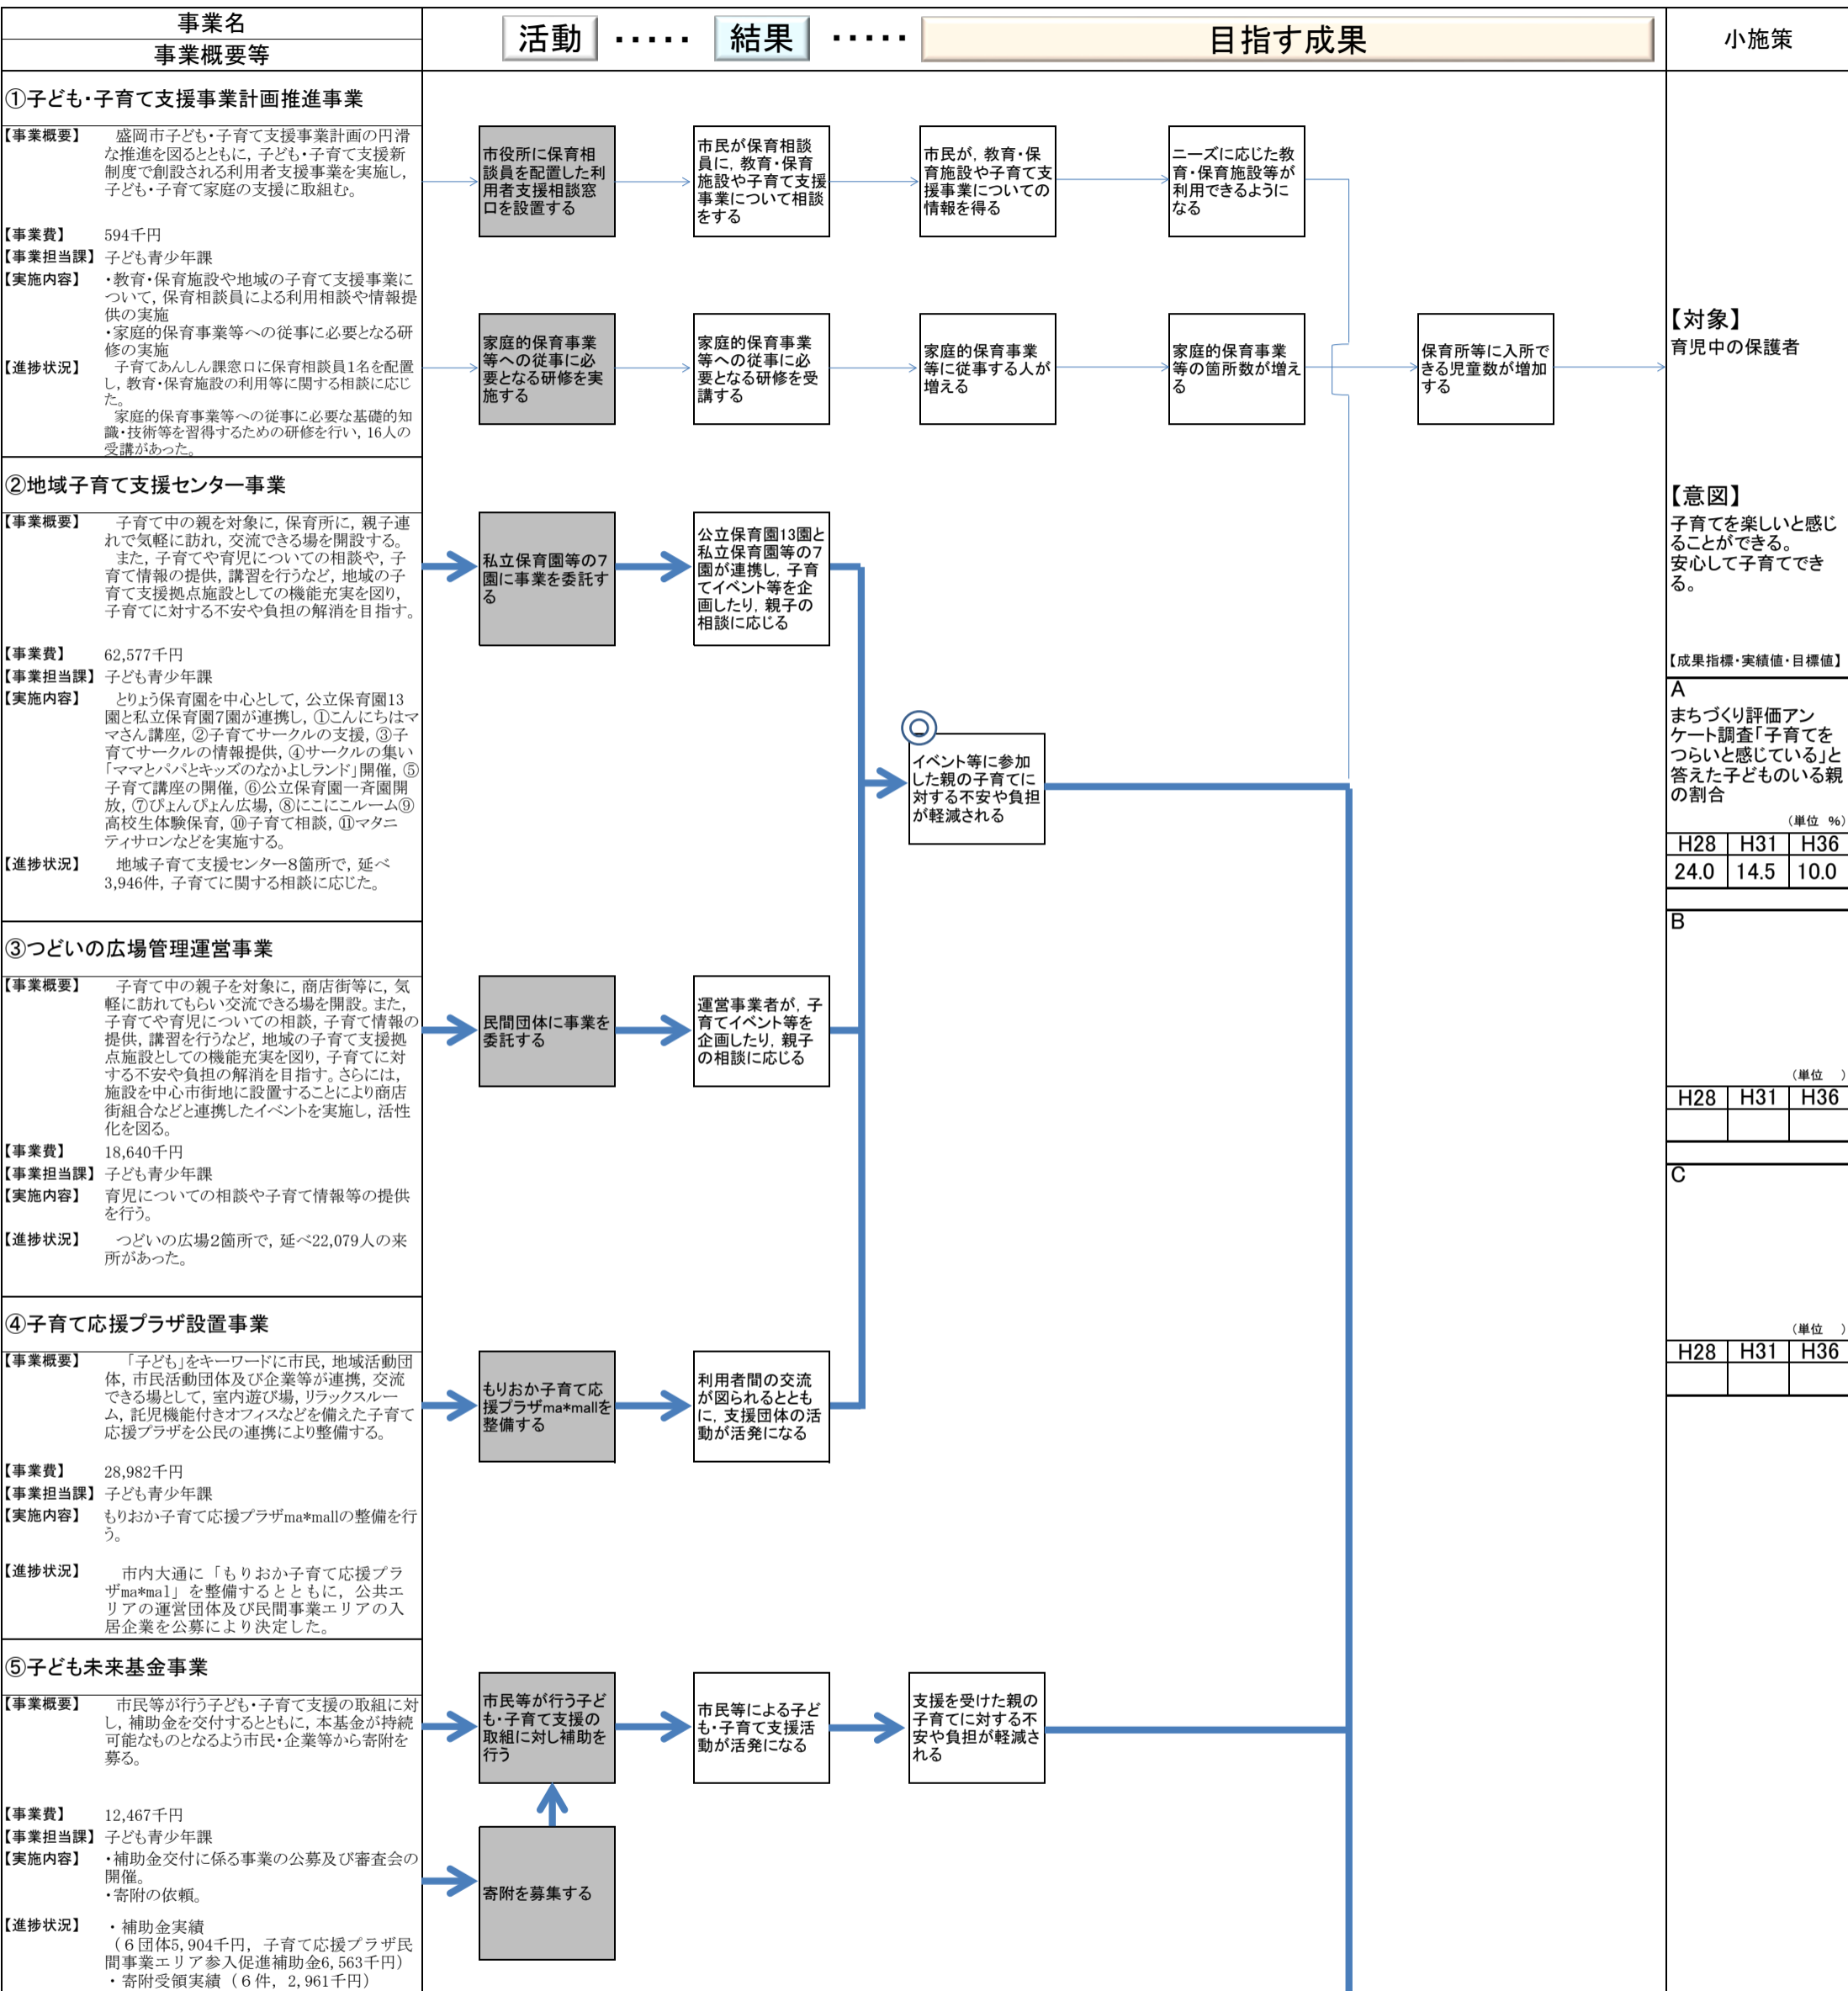 事業名
事業概要等
活動 ・・・・・ 結果 ・・・・・ 目指す成果
小施策
①子ども・子育て支援事業計画推進事業
【事業概要】 盛岡市子ども・子育て支援事業計画の円滑
な推進を図るとともに，子ども・子育て支援新
制度で創設される利用者支援事業を実施し，
子ども・子育て家庭の支援に取組む。
【事業費】 594千円
【事業担当課】 子ども青少年課
【実施内容】 ・教育・保育施設や地域の子育て支援事業に
ついて，保育相談員による利用相談や情報提
供の実施
・家庭的保育事業等への従事に必要となる研
修の実施
【進捗状況】 子育てあんしん課窓口に保育相談員1名を配置
し，教育・保育施設の利用等に関する相談に応じ
た。
家庭的保育事業等への従事に必要な基礎的知
識・技術等を習得するための研修を行い，16人の
受講があった。
市役所に保育相
談員を配置した利
用者支援相談窓
口を設置する
市民が保育相談
員に，教育・保育
施設や子育て支援
事業について相談
をする
市民が，教育・保
育施設や子育て支
援事業についての
情報を得る
ニーズに応じた教
育・保育施設等が
利用できるように
なる
家庭的保育事業
等への従事に必
要となる研修を実
施する
家庭的保育事業
等への従事に必
要となる研修を受
講する
家庭的保育事業
等に従事する人が
増える
家庭的保育事業
等の箇所数が増え
る
保育所等に入所で
きる児童数が増加
する
②地域子育て支援センター事業
【事業概要】 子育て中の親を対象に，保育所に，親子連
れで気軽に訪れ，交流できる場を開設する。
また，子育てや育児についての相談や，子
育て情報の提供，講習を行うなど，地域の子
育て支援拠点施設としての機能充実を図り，
子育てに対する不安や負担の解消を目指す。
【事業費】 62,577千円
【事業担当課】 子ども青少年課
【実施内容】 とりょう保育園を中心として，公立保育園13
園と私立保育園7園が連携し，①こんにちはマ
マさん講座，②子育てサークルの支援，③子
育てサークルの情報提供，④サークルの集い
「ママとパパとキッズのなかよしランド」開催，⑤
子育て講座の開催，⑥公立保育園一斉園開
放，⑦ぴょんぴょん広場，⑧にこにこルーム⑨
高校生体験保育，⑩子育て相談，⑪マタニ
ティサロンなどを実施する。
【進捗状況】 地域子育て支援センター８箇所で，延べ
3,946件，子育てに関する相談に応じた。
私立保育園等の7
園に事業を委託す
る
公立保育園13園と
私立保育園等の7
園が連携し，子育
てイベント等を企
画したり，親子の
相談に応じる
◎
イベント等に参加
した親の子育てに
対する不安や負担
が軽減される
③つどいの広場管理運営事業
【事業概要】 子育て中の親子を対象に，商店街等に，気
軽に訪れてもらい交流できる場を開設。また，
子育てや育児についての相談，子育て情報の
提供，講習を行うなど，地域の子育て支援拠
点施設としての機能充実を図り，子育てに対
する不安や負担の解消を目指す。さらには，
施設を中心市街地に設置することにより商店
街組合などと連携したイベントを実施し，活性
化を図る。
【事業費】 18,640千円
【事業担当課】 子ども青少年課
【実施内容】 育児についての相談や子育て情報等の提供
を行う。
【進捗状況】 つどいの広場2箇所で，延べ22,079人の来
所があった。
民間団体に事業を
委託する
運営事業者が，子
育てイベント等を
企画したり，親子
の相談に応じる
④子育て応援プラザ設置事業
【事業概要】 「子ども」をキーワードに市民，地域活動団
体，市民活動団体及び企業等が連携，交流
できる場として，室内遊び場，リラックスルー
ム，託児機能付きオフィスなどを備えた子育て
応援プラザを公民の連携により整備する。
【事業費】 28,982千円
【事業担当課】 子ども青少年課
【実施内容】 もりおか子育て応援プラザma*mallの整備を行
う。
【進捗状況】 市内大通に「もりおか子育て応援プラ
ザma*mal」を整備するとともに，公共エ
リアの運営団体及び民間事業エリアの入
居企業を公募により決定した。
もりおか子育て応
援プラザma*mallを
整備する
利用者間の交流
が図られるととも
に，支援団体の活
動が活発になる
⑤子ども未来基金事業
【事業概要】 市民等が行う子ども・子育て支援の取組に対
し，補助金を交付するとともに，本基金が持続
可能なものとなるよう市民・企業等から寄附を
募る。
【事業費】 12,467千円
【事業担当課】 子ども青少年課
【実施内容】 ・補助金交付に係る事業の公募及び審査会の
開催。
・寄附の依頼。
【進捗状況】 ・補助金実績
（６団体5,904千円，子育て応援プラザ民
間事業エリア参入促進補助金6,563千円）
・寄附受領実績（６件，2,961千円）
市民等が行う子ど
も・子育て支援の
取組に対し補助を
行う
市民等による子ど
も・子育て支援活
動が活発になる
支援を受けた親の
子育てに対する不
安や負担が軽減さ
れる
寄附を募集する
【対象】
育児中の保護者
【意図】
子育てを楽しいと感じ
ることができる。
安心して子育てでき
る。
【成果指標・実績値・目標値】
A
まちづくり評価アン
ケート調査「子育てを
つらいと感じている」と
答えた子どものいる親
の割合
（単位 %）
H28 H31 H36
24.0 14.5 10.0
B
（単位 ）
H28 H31 H36
C
（単位 ）
H28 H31 H36